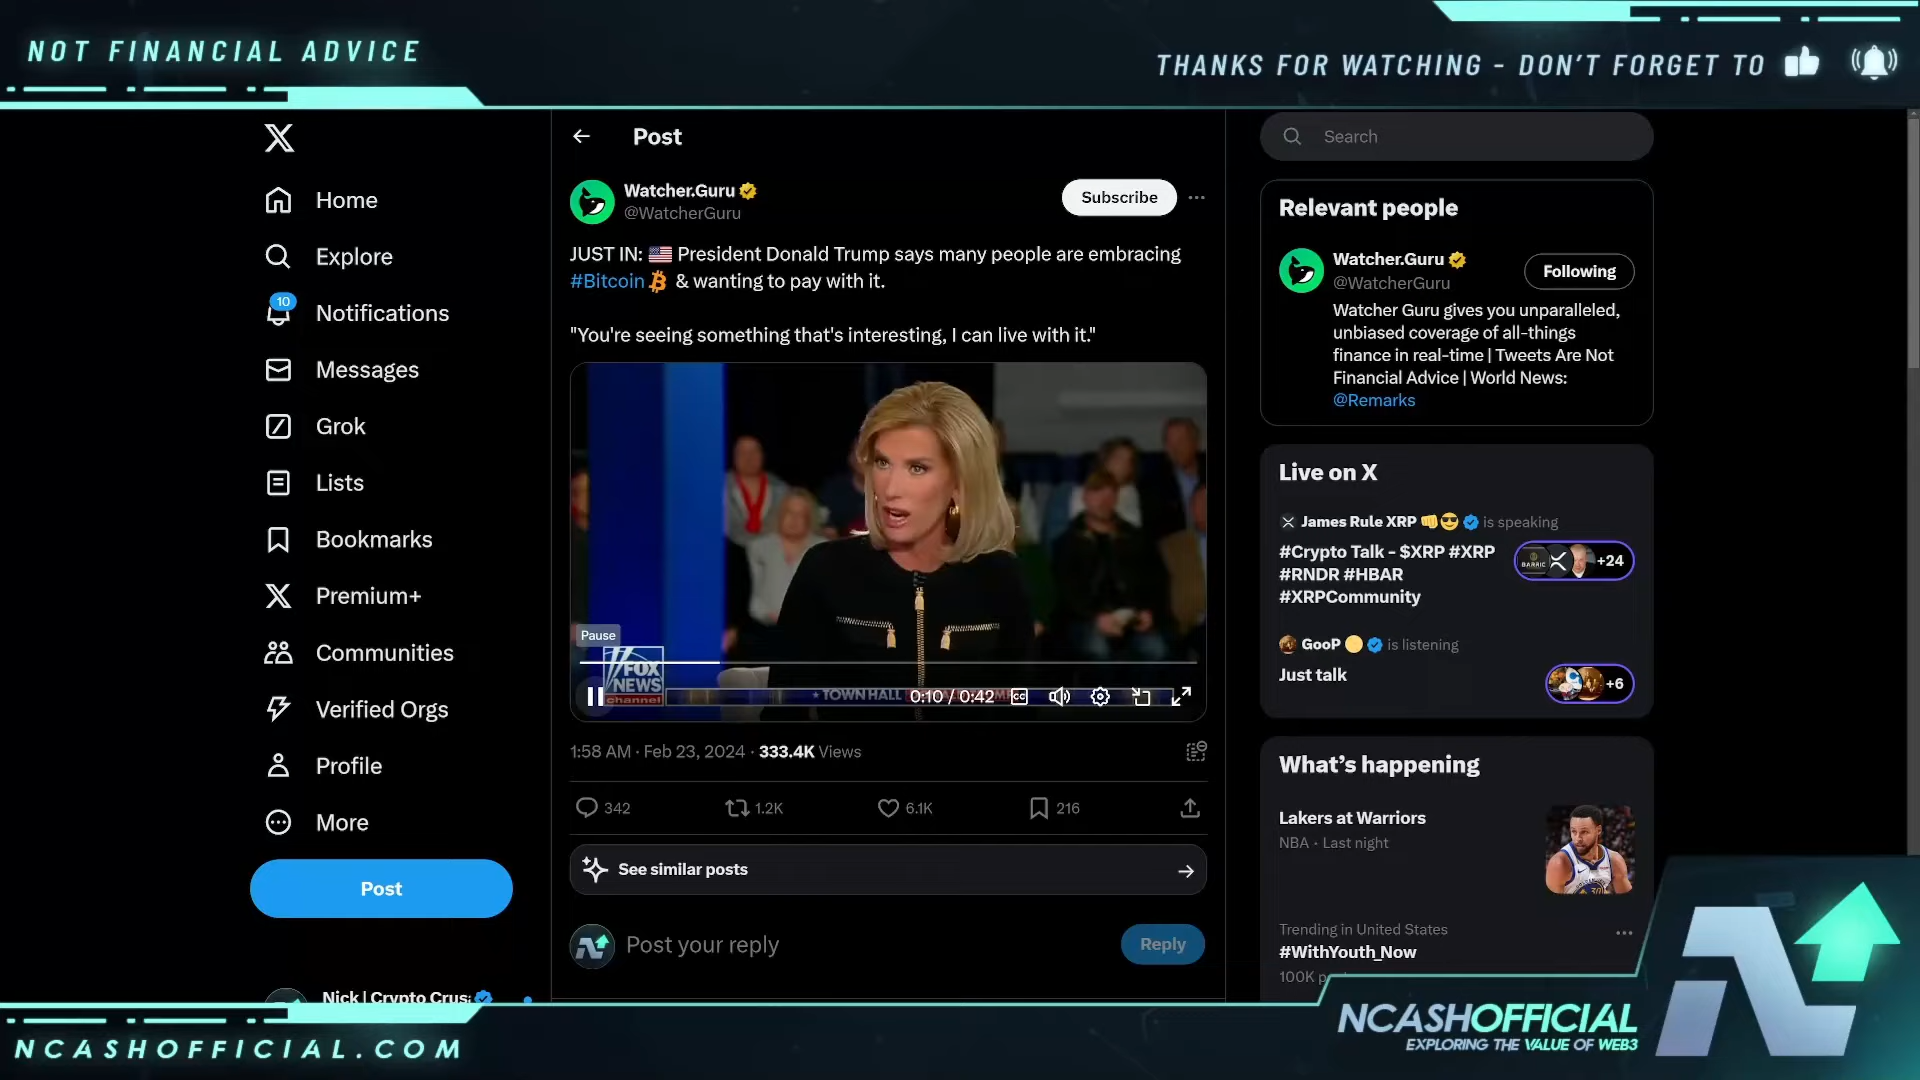 NOT FINANCIAL ADVICE
THANKS FOR WATCHING - DON'T FORGET TO
Home
Explore
10
Notifications
Messages
Grok
Lists
Bookmarks
Premium+
Communities
Verified Orgs
Profile
More
Post
Nick | Crypto Crus
Post
Watcher.Guru
@WatcherGuru
Subscribe
JUST IN: 🇺🇸 President Donald Trump says many people are embracing
#Bitcoin & wanting to pay with it.
"You're seeing something that's interesting, I can live with it."
Pause
FOX
NEWS
channel
TOWN HALL
0:10 / 0:42
CC
1:58 AM · Feb 23, 2024 · 333.4K Views
342
1.2K
6.1K
216
See similar posts
Post your reply
Reply
Search
Relevant people
Watcher.Guru
@WatcherGuru
Following
Watcher Guru gives you unparalleled,
unbiased coverage of all-things
finance in real-time | Tweets Are Not
Financial Advice | World News:
@Remarks
Live on X
James Rule XRP 👊😎 is speaking
#Crypto Talk - $XRP #XRP
#RNDR #HBAR
#XRPCommunity
+24
GooP 🟡 is listening
Just talk
+6
What's happening
Lakers at Warriors
NBA · Last night
Trending in United States
#WithYouth_Now
100K
NCASHOFFICIAL
EXPLORING THE VALUE OF WEB3
NCASHOFFICIAL.COM